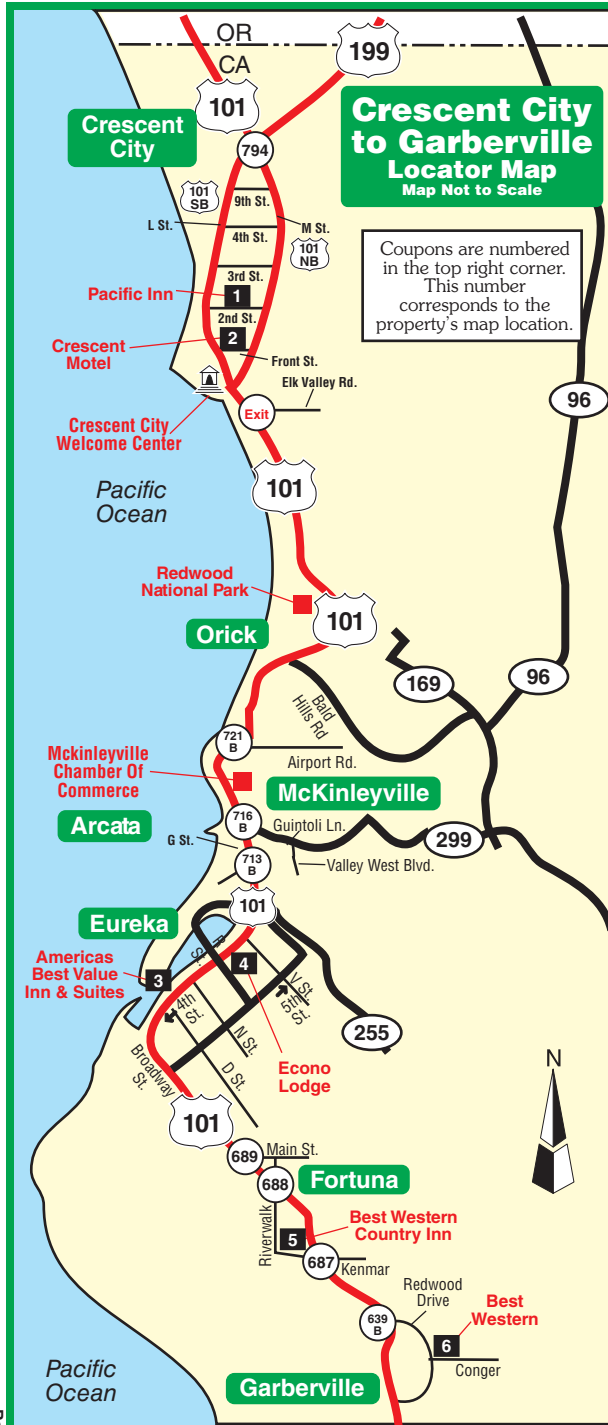 OR
CA
199
101
Crescent City
to Garberville
Locator Map
Map Not to Scale
Crescent
City
794
101
SB
9th St.
L St.
M St.
4th St.
101
NB
Coupons are numbered
in the top right corner.
This number
corresponds to the
property's map location.
3rd St.
Pacific Inn
1
2nd St.
2
Crescent
Motel
Front St.
Elk Valley Rd.
96
Exit
Crescent City
Welcome Center
101
Pacific
Ocean
Redwood
National Park
101
Orick
169
96
Bald
Hills Rd
721
B
Airport Rd.
Mckinleyville
Chamber Of
Commerce
McKinleyville
716
B
Arcata
Guintoli Ln.
299
G St.
713
B
Valley West Blvd.
101
Eureka
R
St.
Americas
Best Value
Inn & Suites
3
4
V St.
5th
St.
4th
St.
N St.
255
Econo
Lodge
Broadway
St.
D St.
N
101
689
Main St.
688
Fortuna
Riverwalk
5
Best Western
Country Inn
687
Kenmar
Redwood
Drive
639
B
Best
Western
6
Conger
Pacific
Ocean
Garberville